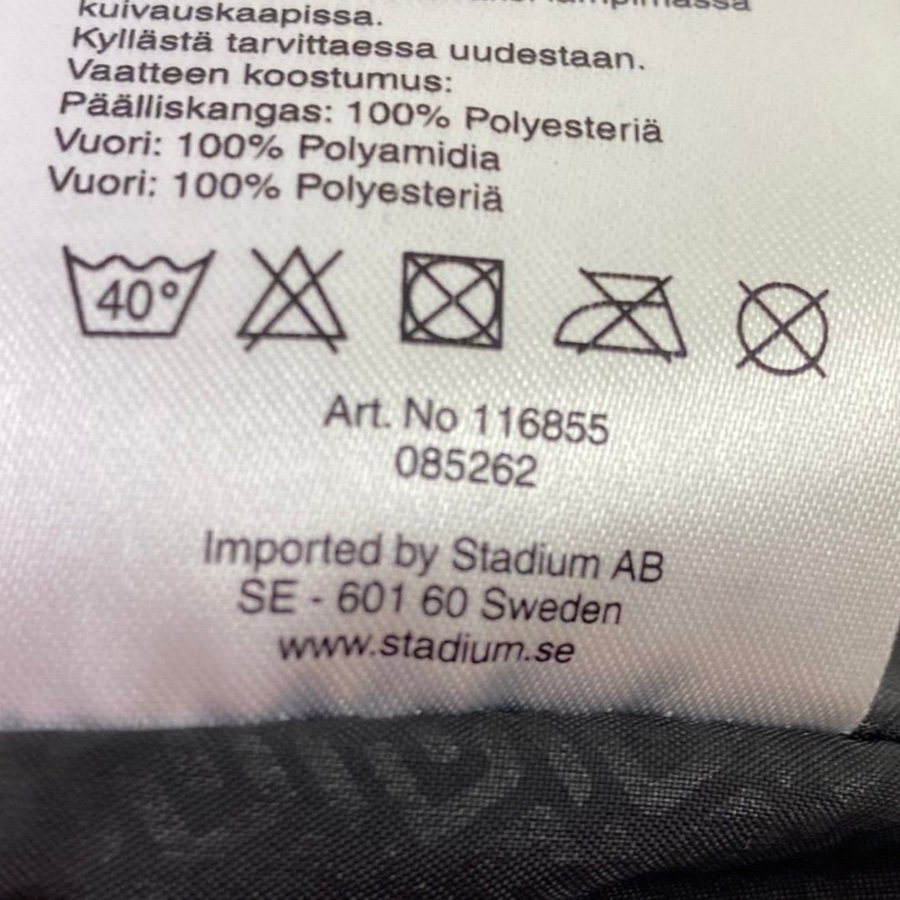 kuivauskaapissa.
Kyllästä tarvittaessa uudestaan.
Vaatteen koostumus:
Päälliskangas: 100% Polyesteriä
Vuori: 100% Polyamidia
Vuori: 100% Polyesteriä
40°
Art. No 116855
085262
Imported by Stadium AB
SE - 601 60 Sweden
www.stadium.se